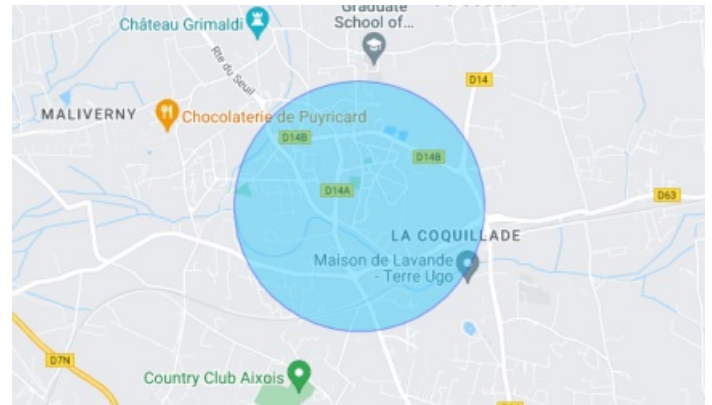 Graduate
School of...
Château Grimaldi
Rte du Seuil
D14
MALIVERNY
Chocolaterie de Puyricard
D14B
D14B
D14A
D63
LA COQUILLADE
Maison de Lavande
- Terre Ugo
D7N
Country Club Aixois